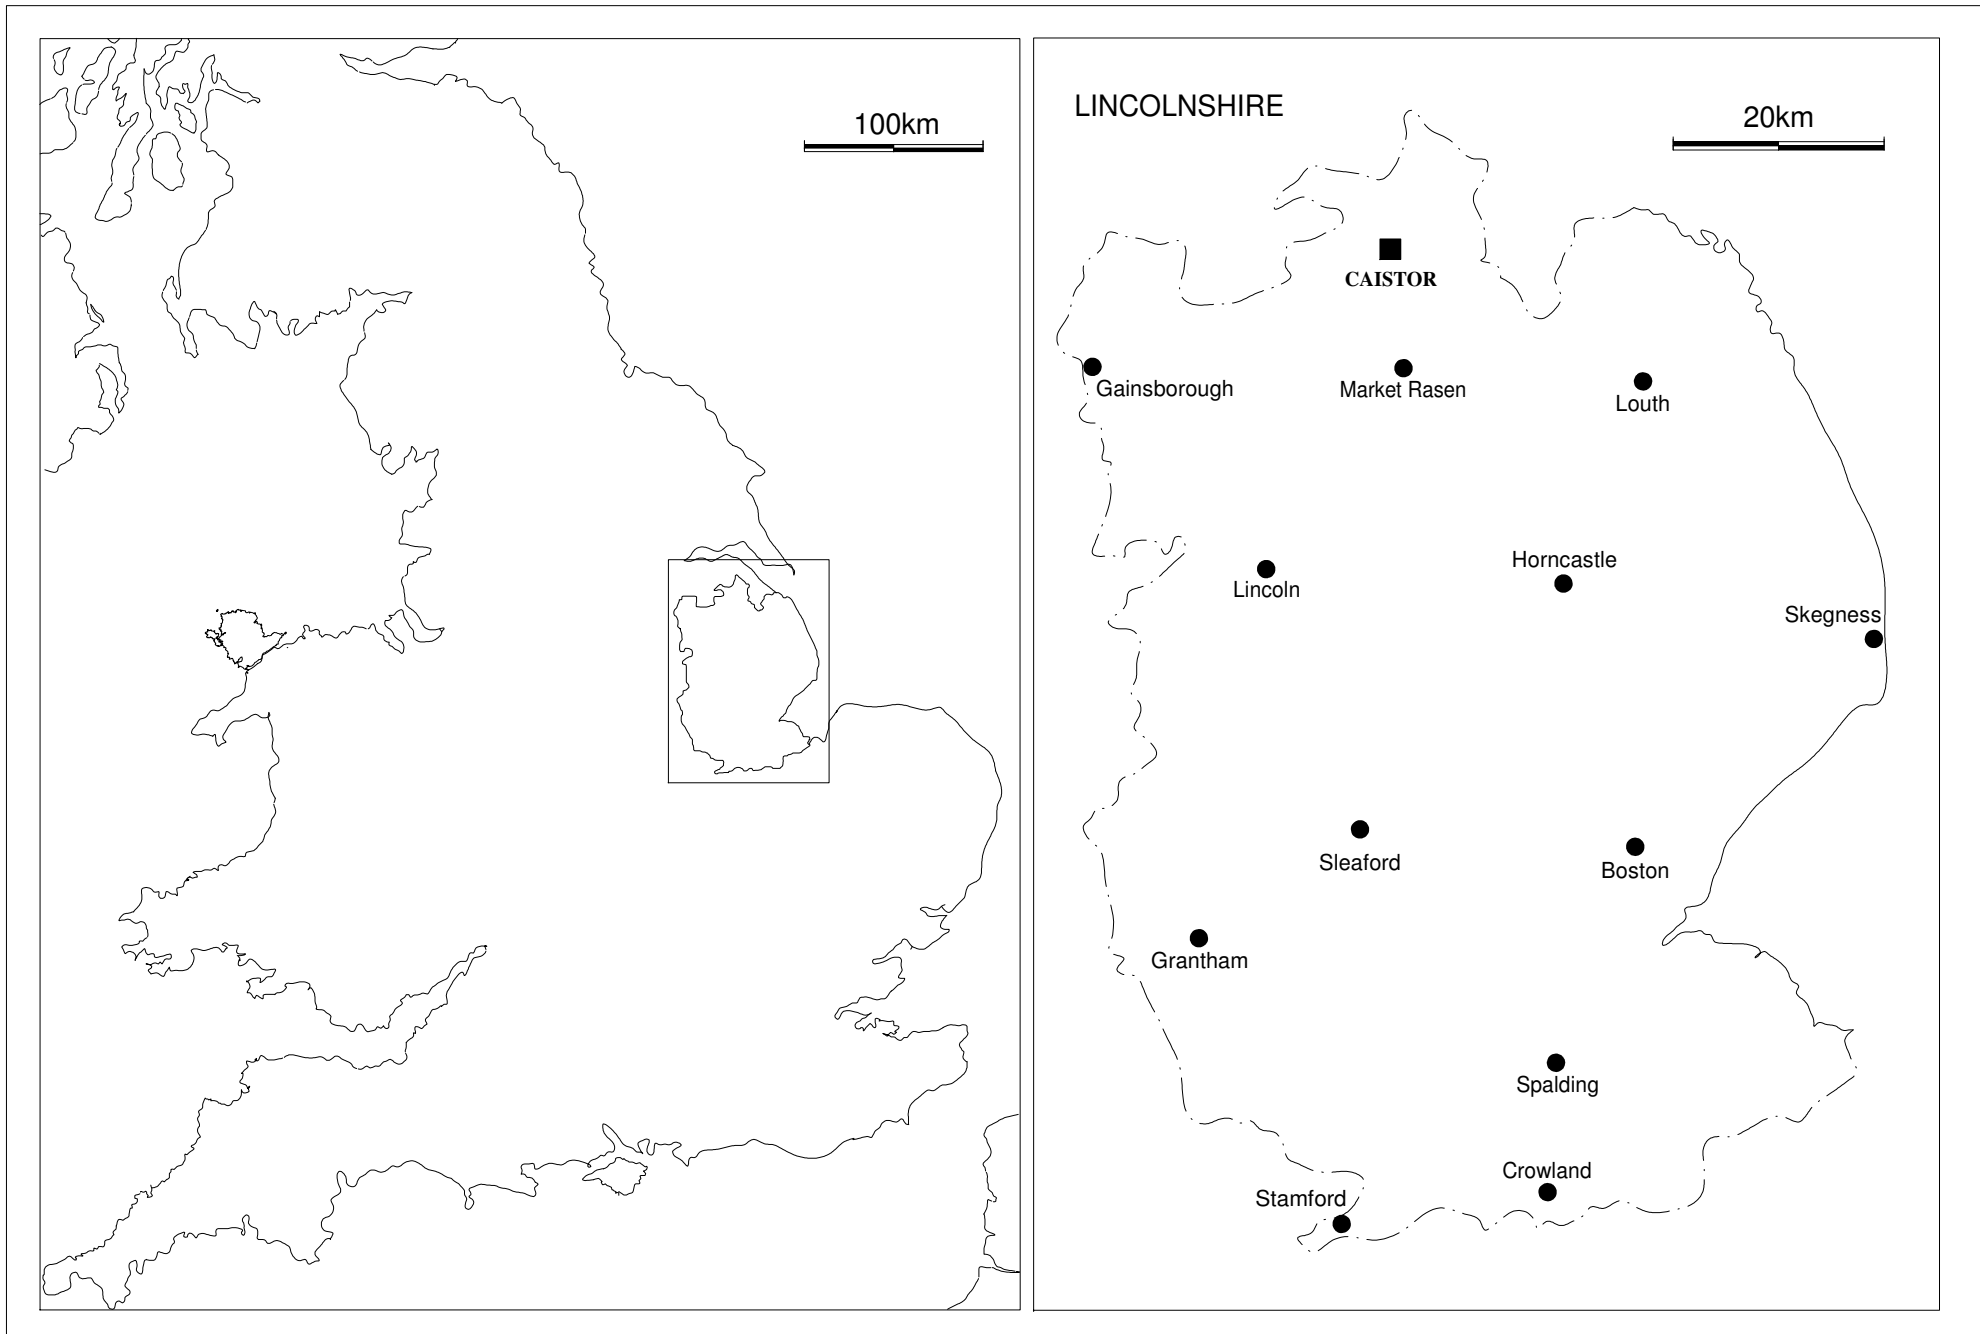 100km
LINCOLNSHIRE
20km
CAISTOR
Gainsborough
Market Rasen
Louth
Horncastle
Lincoln
Skegness
Sleaford
Boston
Grantham
Spalding
Crowland
Stamford